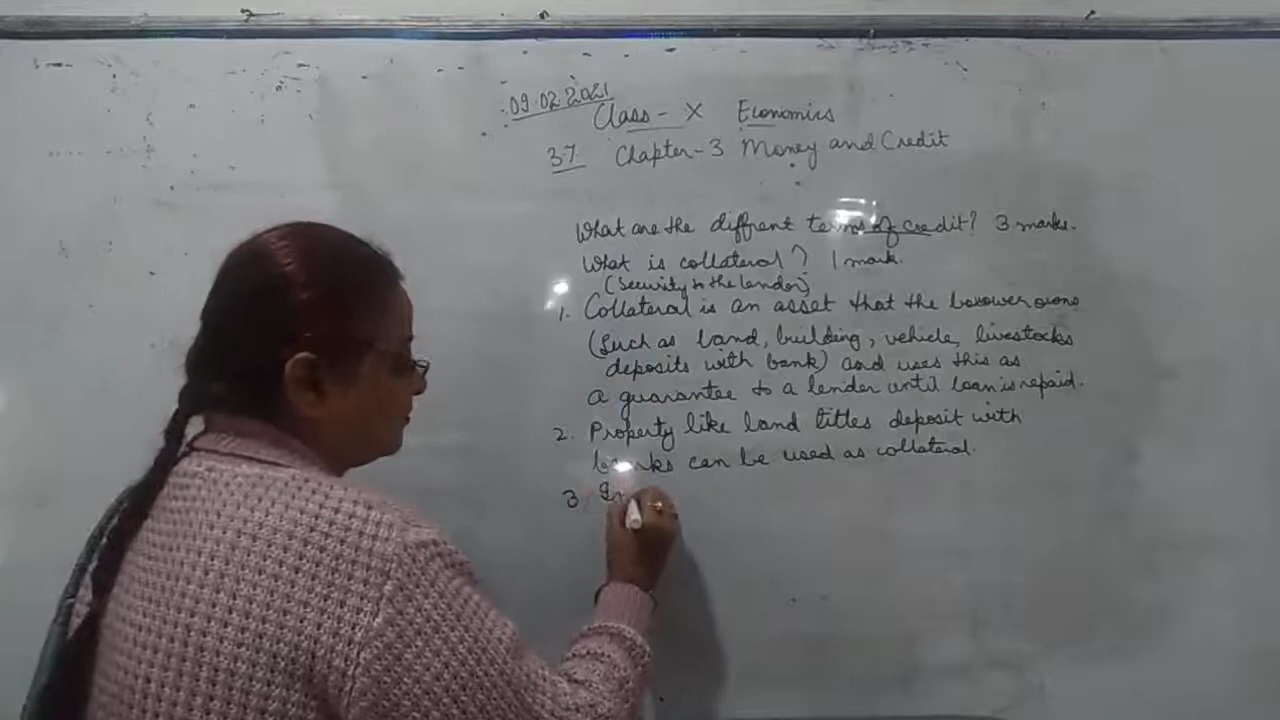 09.02.2021
Class - X Economics
37. Chapter-3 Money and Credit
What are the diffrent terms of credit? 3 marks.
What is collateral? 1 mark.
(Security to the lendor)
1. Collateral is an asset that the borrower owns
(Such as land, building, vehicle, livestocks
deposits with bank) and uses this as
a guarantee to a lender until loan is repaid.
2. Property like land titles deposit with
banks can be used as collateral.
3.